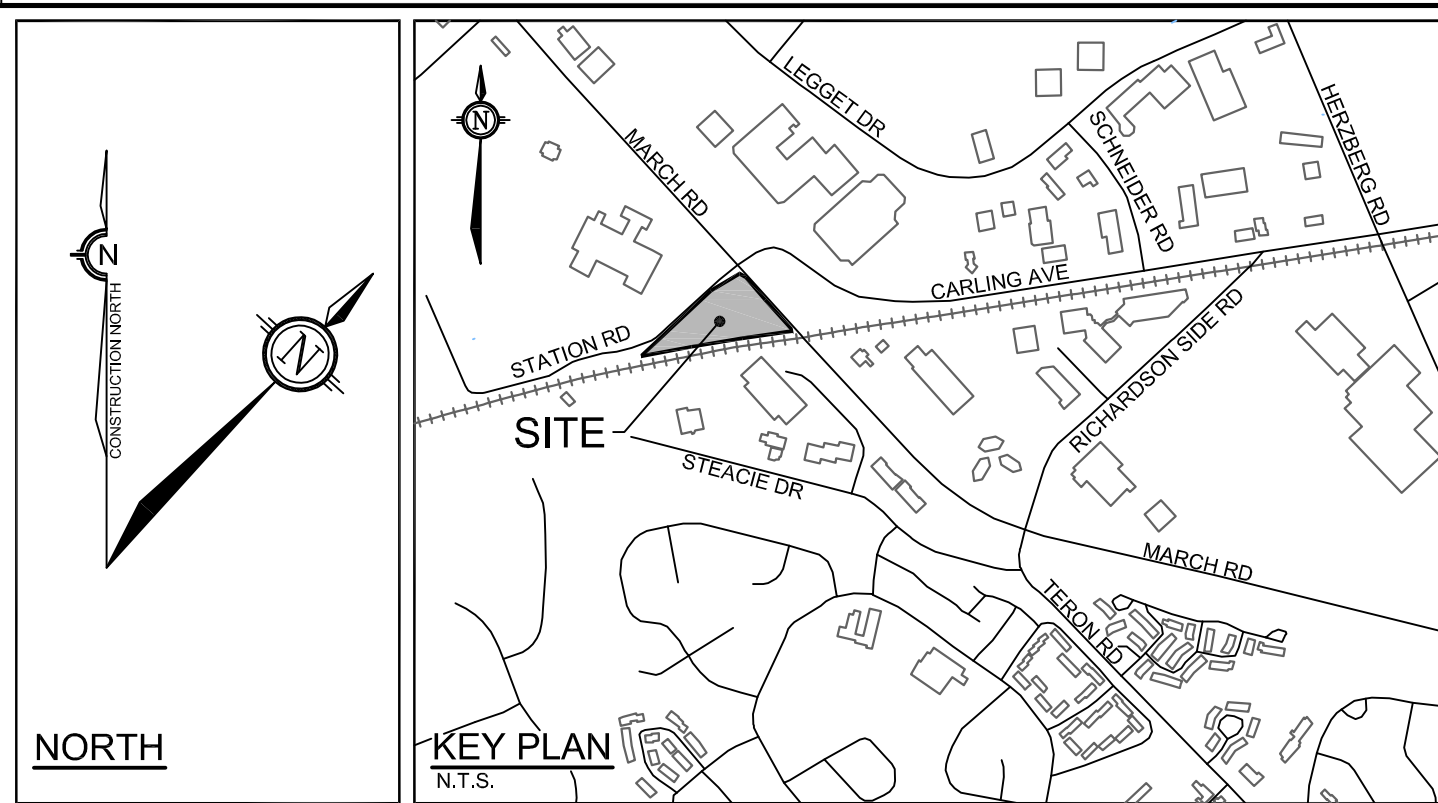 N
CONSTRUCTION NORTH
N
NORTH
N
LEGGET DR
MARCH RD
SCHNEIDER RD
HERZBERG RD
CARLING AVE
STATION RD
RICHARDSON SIDE RD
SITE
STEACIE DR
MARCH RD
TERON RD
KEY PLAN
N.T.S.